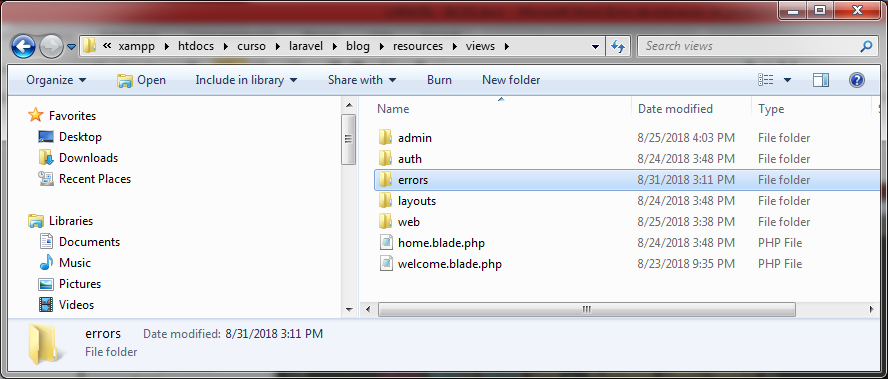 « xampp ▸ htdocs ▸ curso ▸ laravel ▸ blog ▸ resources ▸ views ▸ Search views
Organize Open Include in library Share with Burn New folder
Favorites
Desktop
Downloads
Recent Places
Libraries
Documents
Music
Pictures
Videos
Name Date modified Type
admin 8/25/2018 4:03 PM File folder
auth 8/24/2018 3:48 PM File folder
errors 8/31/2018 3:11 PM File folder
layouts 8/24/2018 3:48 PM File folder
web 8/25/2018 3:38 PM File folder
home.blade.php 8/24/2018 3:48 PM PHP File
welcome.blade.php 8/23/2018 9:35 PM PHP File
errors Date modified: 8/31/2018 3:11 PM
File folder